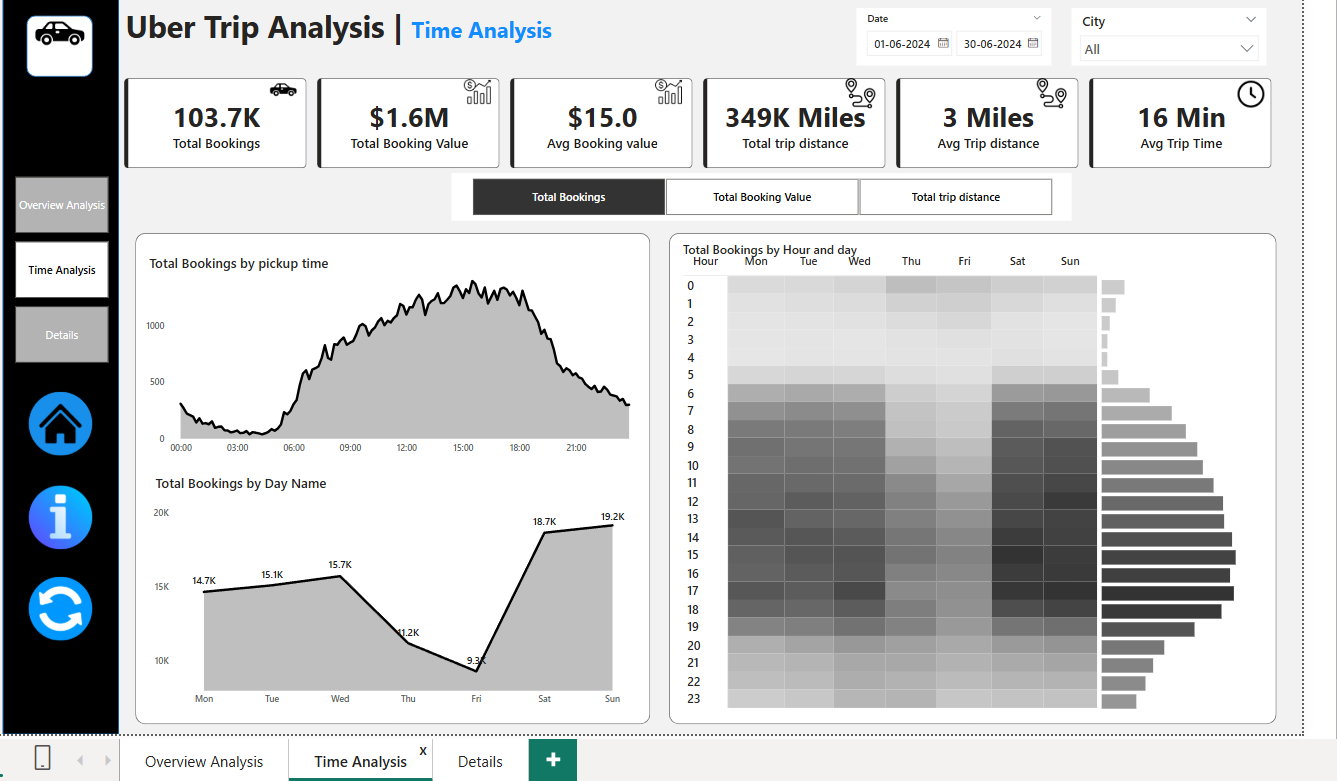 Uber Trip Analysis | Time Analysis
Date
01-06-2024 30-06-2024
City
All
103.7K
Total Bookings
$1.6M
Total Booking Value
$15.0
Avg Booking value
349K Miles
Total trip distance
3 Miles
Avg Trip distance
16 Min
Avg Trip Time
Overview Analysis
Time Analysis
Details
Total Bookings Total Booking Value Total trip distance
Total Bookings by pickup time
1000
500
0
00:00 03:00 06:00 09:00 12:00 15:00 18:00 21:00
Total Bookings by Day Name
20K
15K
10K
14.7K 15.1K 15.7K 11.2K 9.3K 18.7K 19.2K
Mon Tue Wed Thu Fri Sat Sun
Total Bookings by Hour and day
Hour Mon Tue Wed Thu Fri Sat Sun
0
1
2
3
4
5
6
7
8
9
10
11
12
13
14
15
16
17
18
19
20
21
22
23
Overview Analysis Time Analysis x Details +